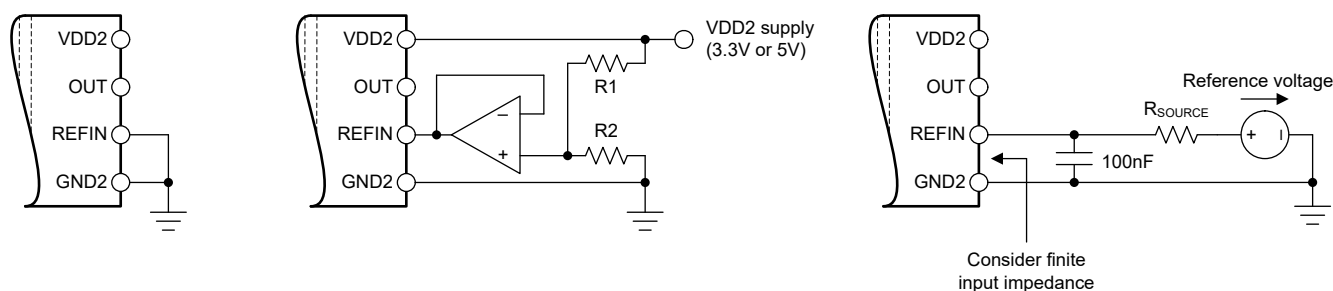 VDD2
OUT
REFIN
GND2
VDD2
OUT
REFIN
GND2
−
+
R1
R2
VDD2 supply
(3.3V or 5V)
VDD2
OUT
REFIN
GND2
100nF
RSOURCE
Reference voltage
+
−
Consider finite
input impedance